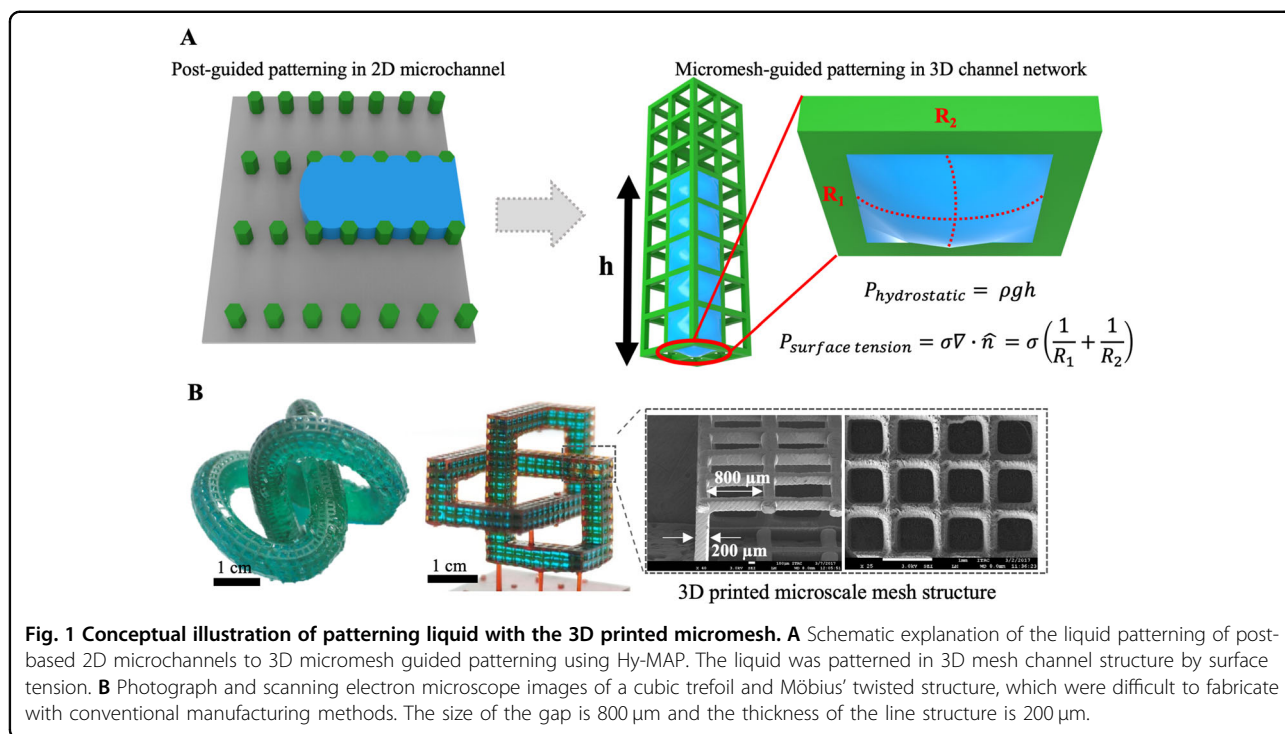 A
Post-guided patterning in 2D microchannel
Micromesh-guided patterning in 3D channel network
R₂
R₁
h
P_hydrostatic = ρgh
P_surface tension = σ∇ · n̂ = σ(1/R₁ + 1/R₂)
B
800 µm
200 µm
1 cm
1 cm
3D printed microscale mesh structure
Fig. 1 Conceptual illustration of patterning liquid with the 3D printed micromesh. A Schematic explanation of the liquid patterning of post-
based 2D microchannels to 3D micromesh guided patterning using Hy-MAP. The liquid was patterned in 3D mesh channel structure by surface
tension. B Photograph and scanning electron microscope images of a cubic trefoil and Möbius' twisted structure, which were difficult to fabricate
with conventional manufacturing methods. The size of the gap is 800 µm and the thickness of the line structure is 200 µm.